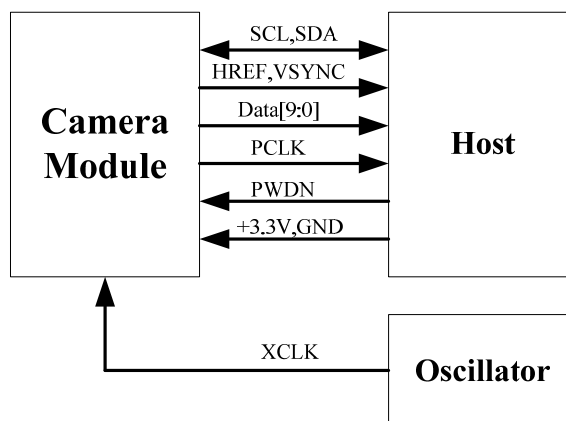 SCL,SDA
HREF,VSYNC
Data[9:0]
PCLK
PWDN
+3.3V,GND
Camera
Module
Host
XCLK
Oscillator